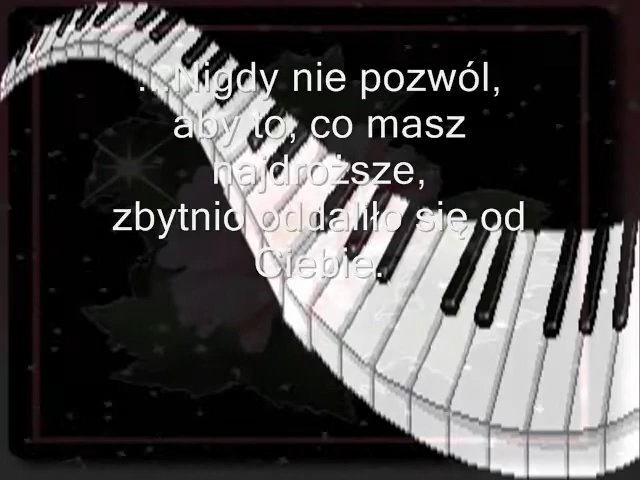 ...Nigdy nie pozwól,
aby to, co masz
najdroższe,
zbytnio oddaliło się od
Ciebie.